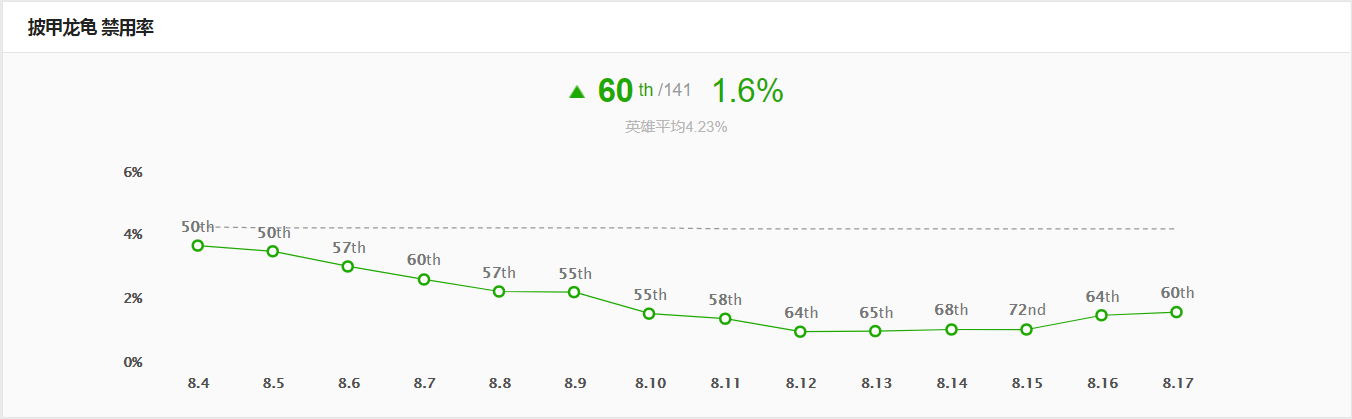 披甲龙龟 禁用率
60 th /141 1.6%
英雄平均4.23%
6%
4%
2%
0%
50th 50th 57th 60th 57th 55th 55th 58th 64th 65th 68th 72nd 64th 60th
8.4 8.5 8.6 8.7 8.8 8.9 8.10 8.11 8.12 8.13 8.14 8.15 8.16 8.17